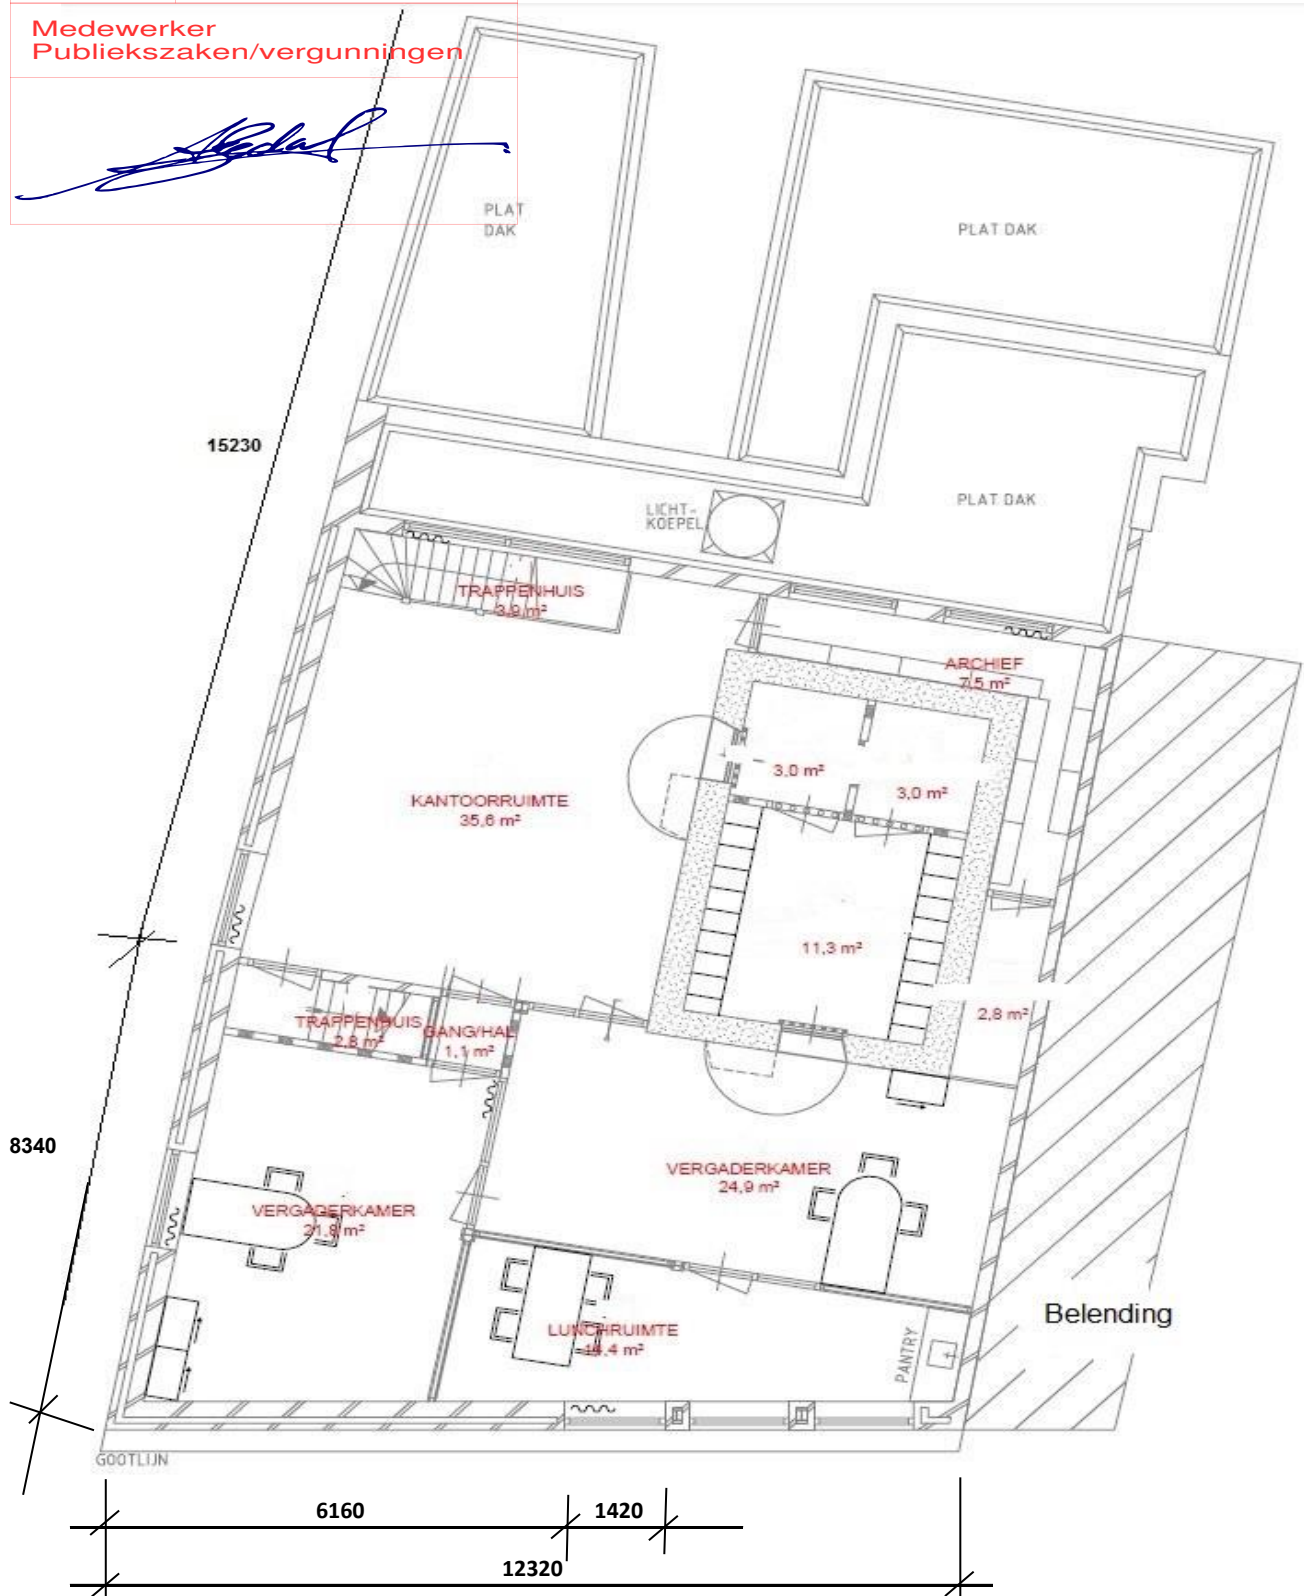 Medewerker
Publiekszaken/vergunningen
PLAT
DAK
PLAT DAK
15230
LICHT-
KOEPEL
PLAT DAK
TRAPPENHUIS
3,9 m²
ARCHIEF
7,5 m²
3,0 m²
3,0 m²
KANTOORRUIMTE
35,6 m²
11,3 m²
2,8 m²
TRAPPENHUIS
2,8 m²
GANG/HAL
1,1 m²
8340
VERGADERKAMER
24,9 m²
VERGADERKAMER
21,8 m²
Belending
LUNCHRUIMTE
PANTRY
GOOTLIJN
6160
1420
12320